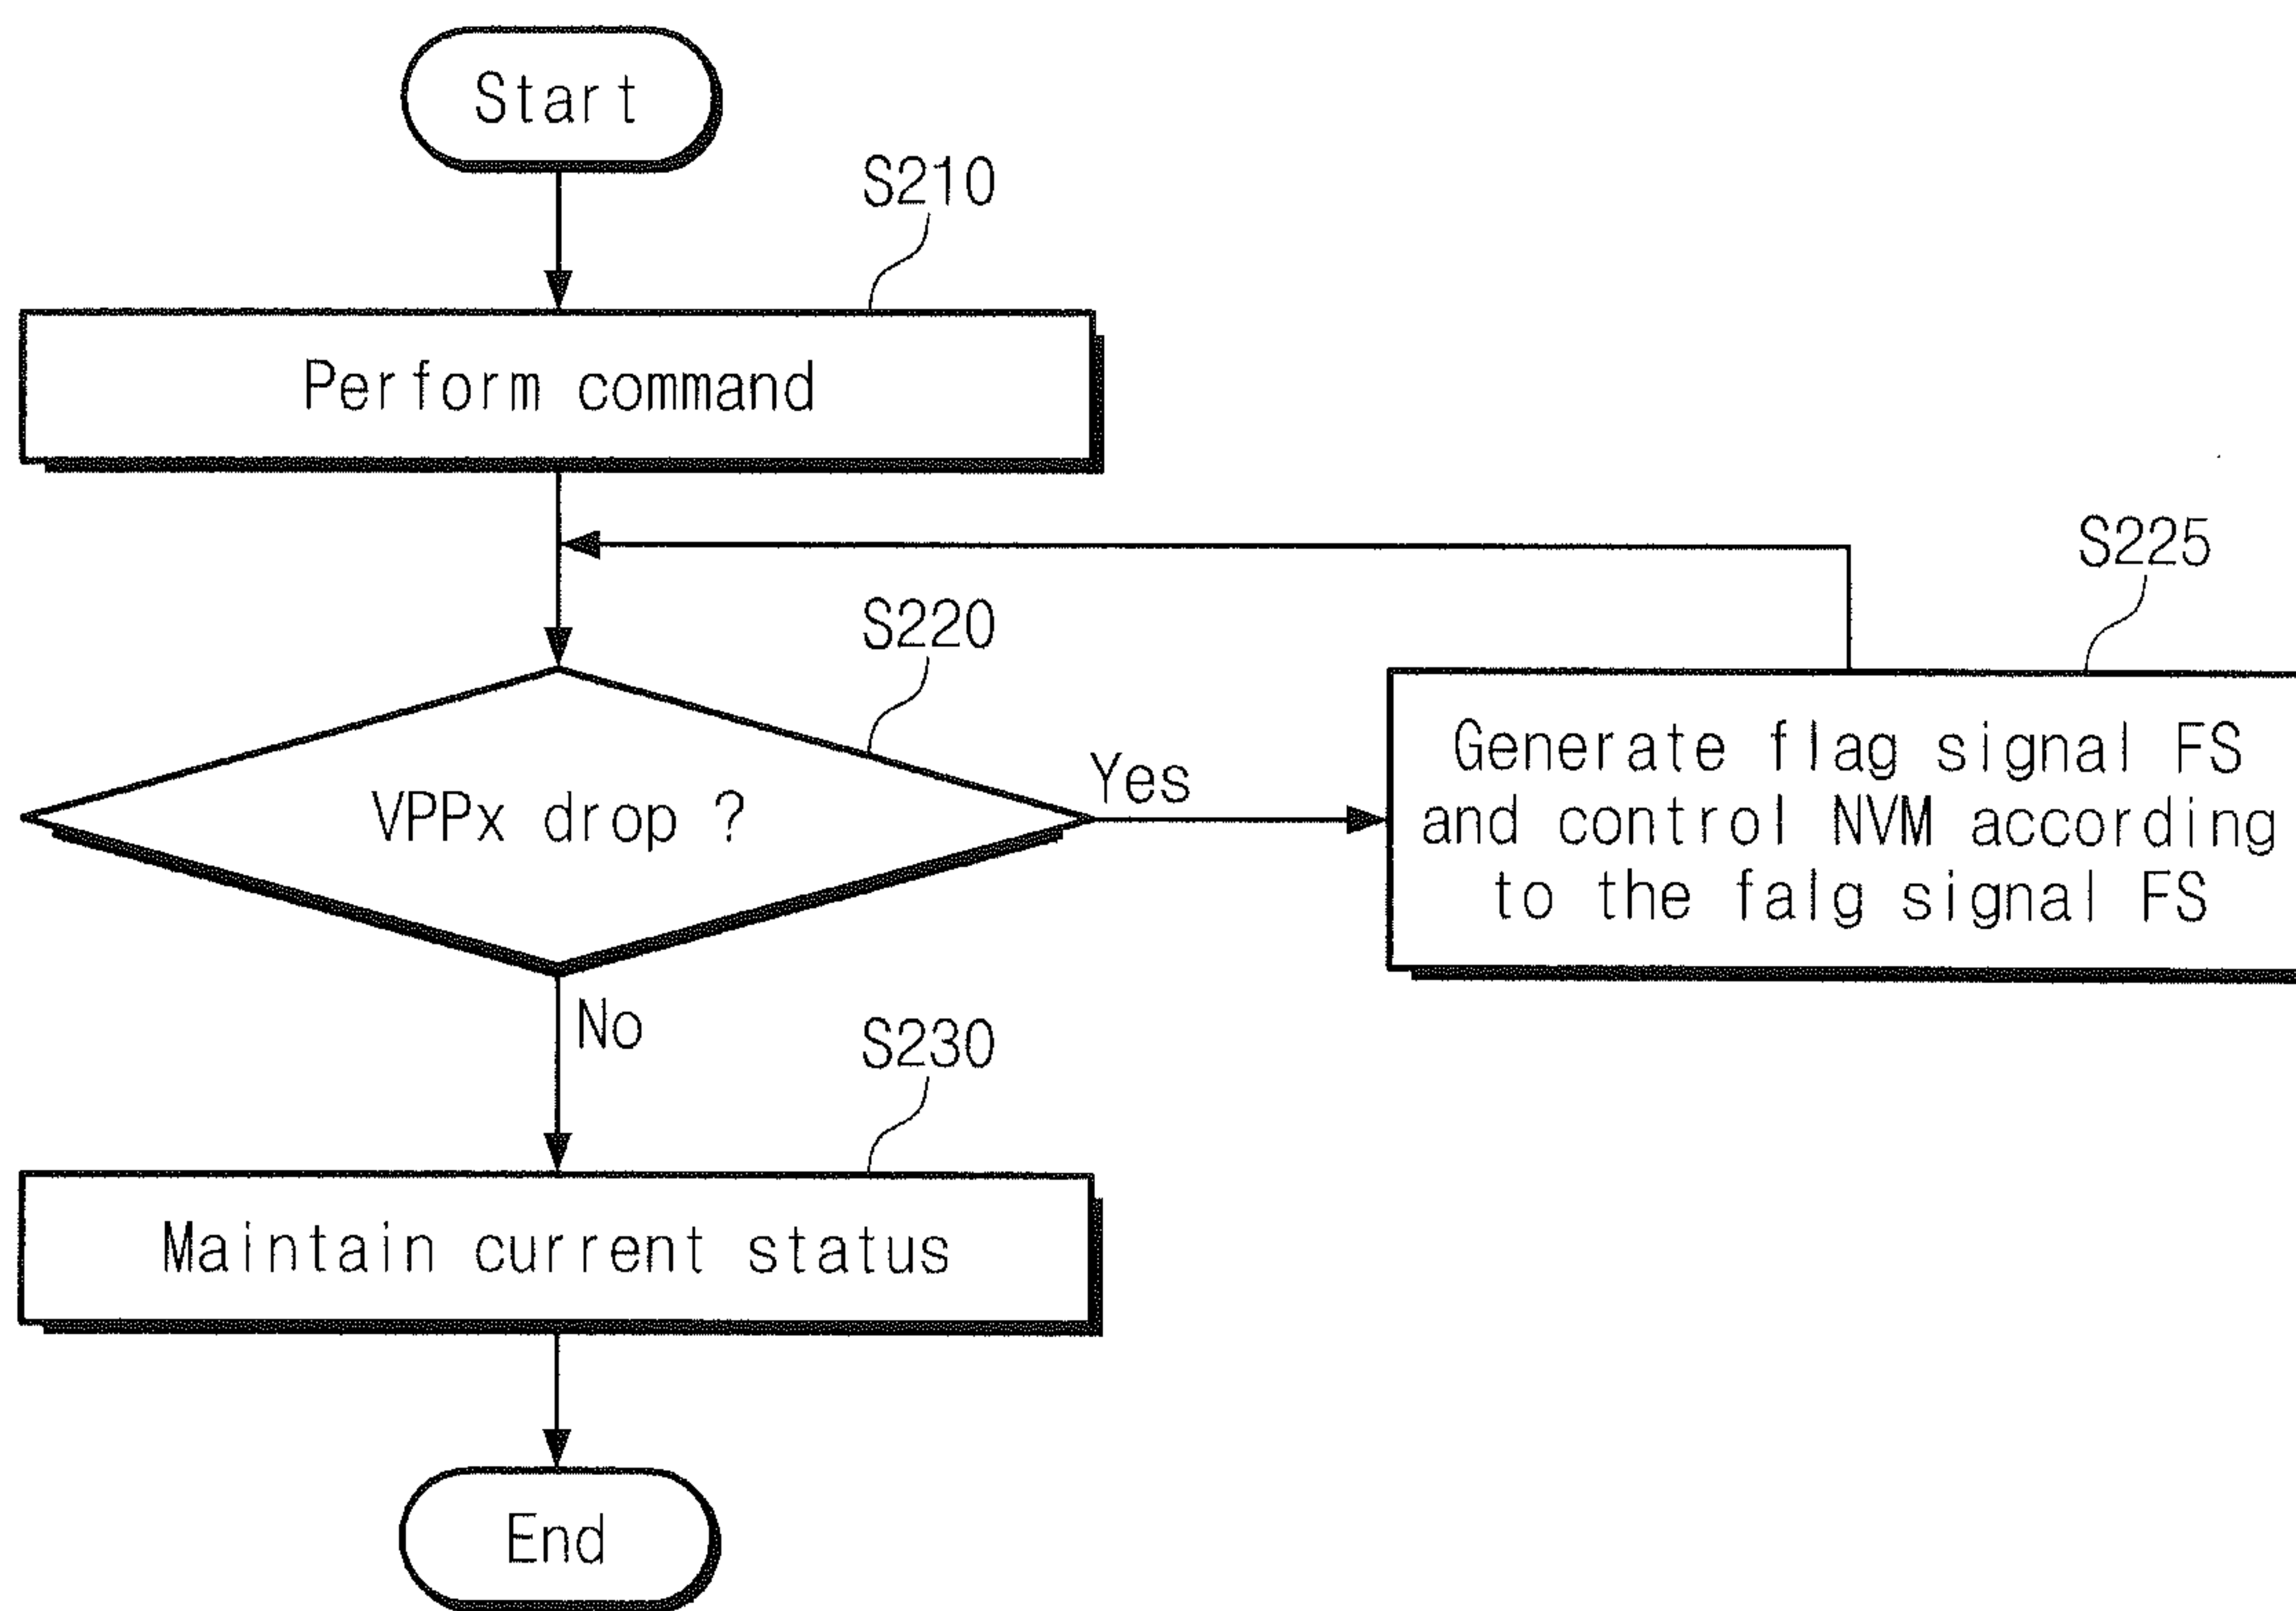 Start
S210
Perform command
S225
S220
VPPx drop ?
Yes
Generate flag signal FS
and control NVM according
to the falg signal FS
No
S230
Maintain current status
End